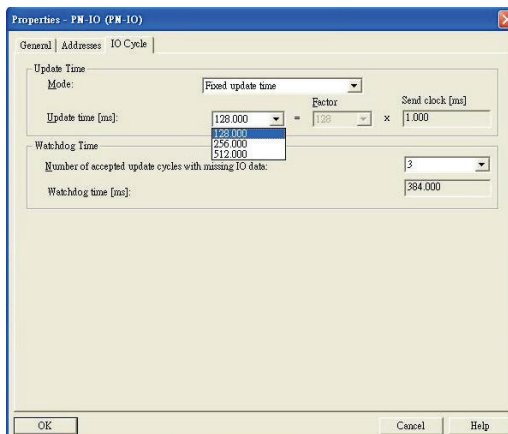 Properties - PN-IO (PN-IO)
General Addresses IO Cycle
Update Time
Mode: Fixed update time
Factor Send clock [ms]
Update time [ms]: 128.000 = 128 x 1.000
128.000
256.000
512.000
Watchdog Time
Number of accepted update cycles with missing IO data: 3
Watchdog time [ms]: 384.000
OK Cancel Help